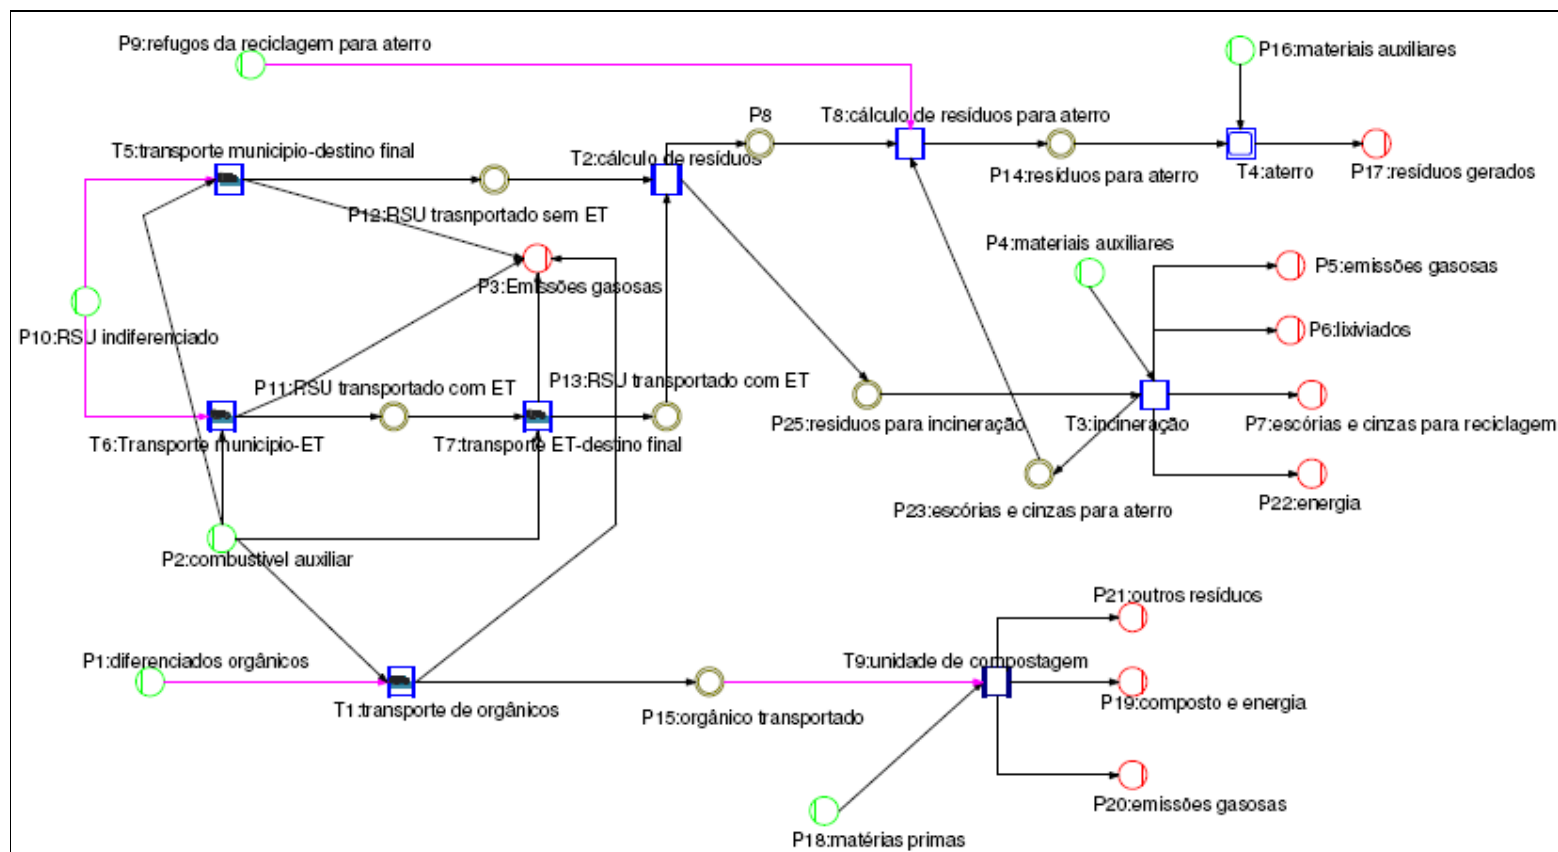 P9:refugos da reciclagem para aterro
P16:materiais auxiliares
P8
T8:cálculo de resíduos para aterro
T5:transporte municipio-destino final
T2:cálculo de resíduos
P14:resíduos para aterro
T4:aterro
P17:resíduos gerados
P12:RSU trasnportado sem ET
P4:materiais auxiliares
P5:emissões gasosas
P3:Emissões gasosas
P10:RSU indiferenciado
P6:lixiviados
P11:RSU transportado com ET
P13:RSU transportado com ET
P25:residuos para incineração
T3:incineração
P7:escórias e cinzas para reciclagem
T6:Transporte municipio-ET
T7:transporte ET-destino final
P22:energia
P23:escórias e cinzas para aterro
P2:combustivel auxiliar
P21:outros resíduos
P1:diferenciados orgânicos
T9:unidade de compostagem
P19:composto e energia
T1:transporte de orgânicos
P15:orgânico transportado
P20:emissões gasosas
P18:matérias primas